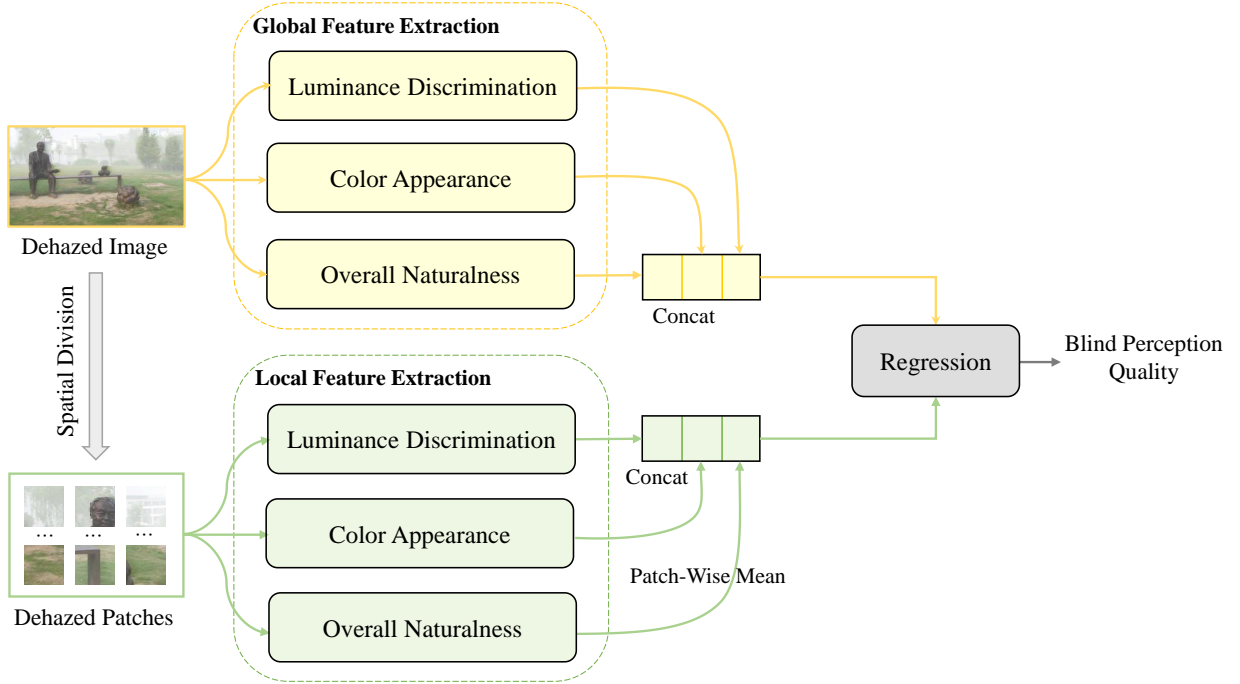 Global Feature Extraction
Luminance Discrimination
Color Appearance
Overall Naturalness
Dehazed Image
Concat
Spatial Division
Regression
Blind Perception
Quality
Local Feature Extraction
Luminance Discrimination
Concat
Color Appearance
... ... ...
Patch-Wise Mean
Overall Naturalness
Dehazed Patches